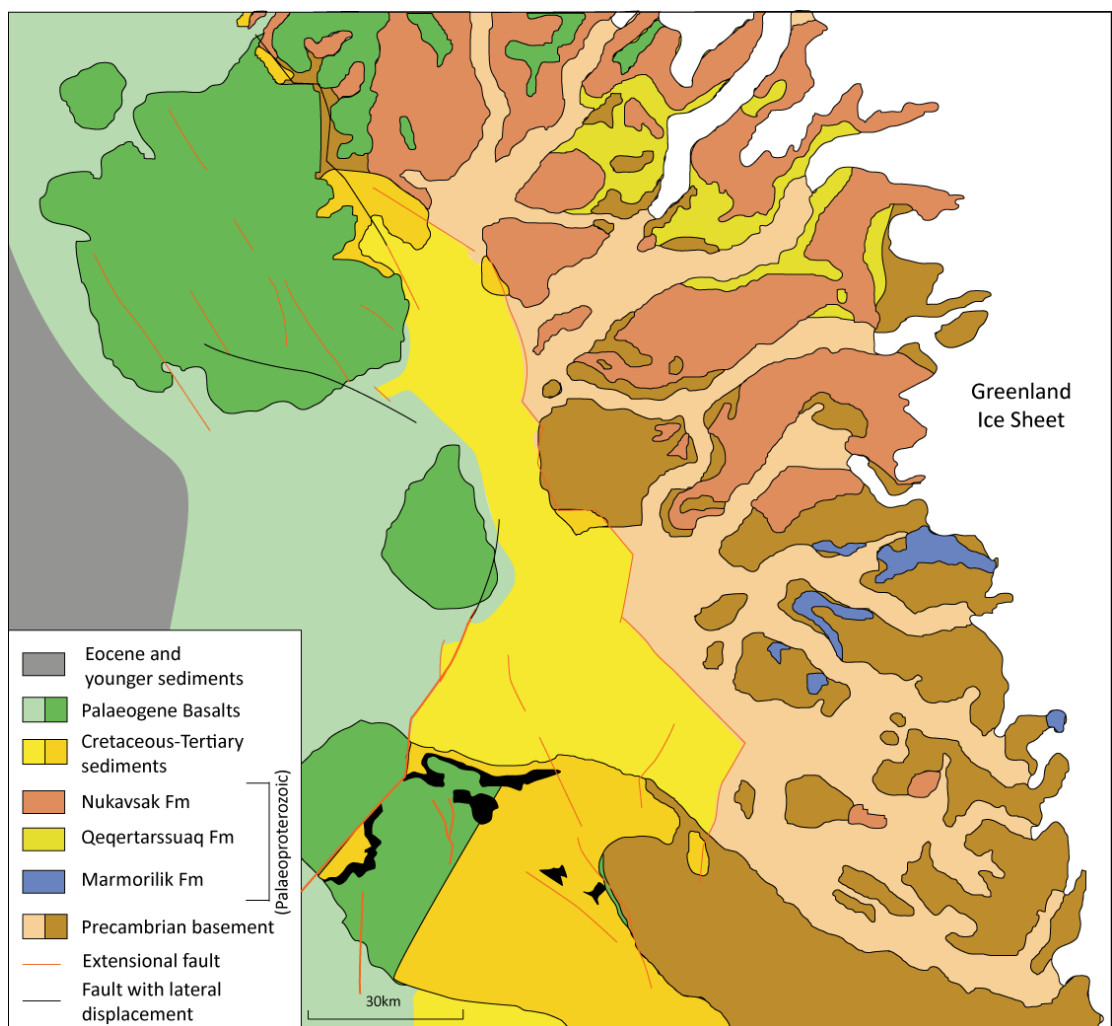 Greenland
Ice Sheet
Eocene and
younger sediments
Palaeogene Basalts
Cretaceous-Tertiary
sediments
Nukavsak Fm
Qeqertarssuaq Fm
Marmorilik Fm
(Palaeoproterozoic)
Precambrian basement
Extensional fault
Fault with lateral
displacement
30km